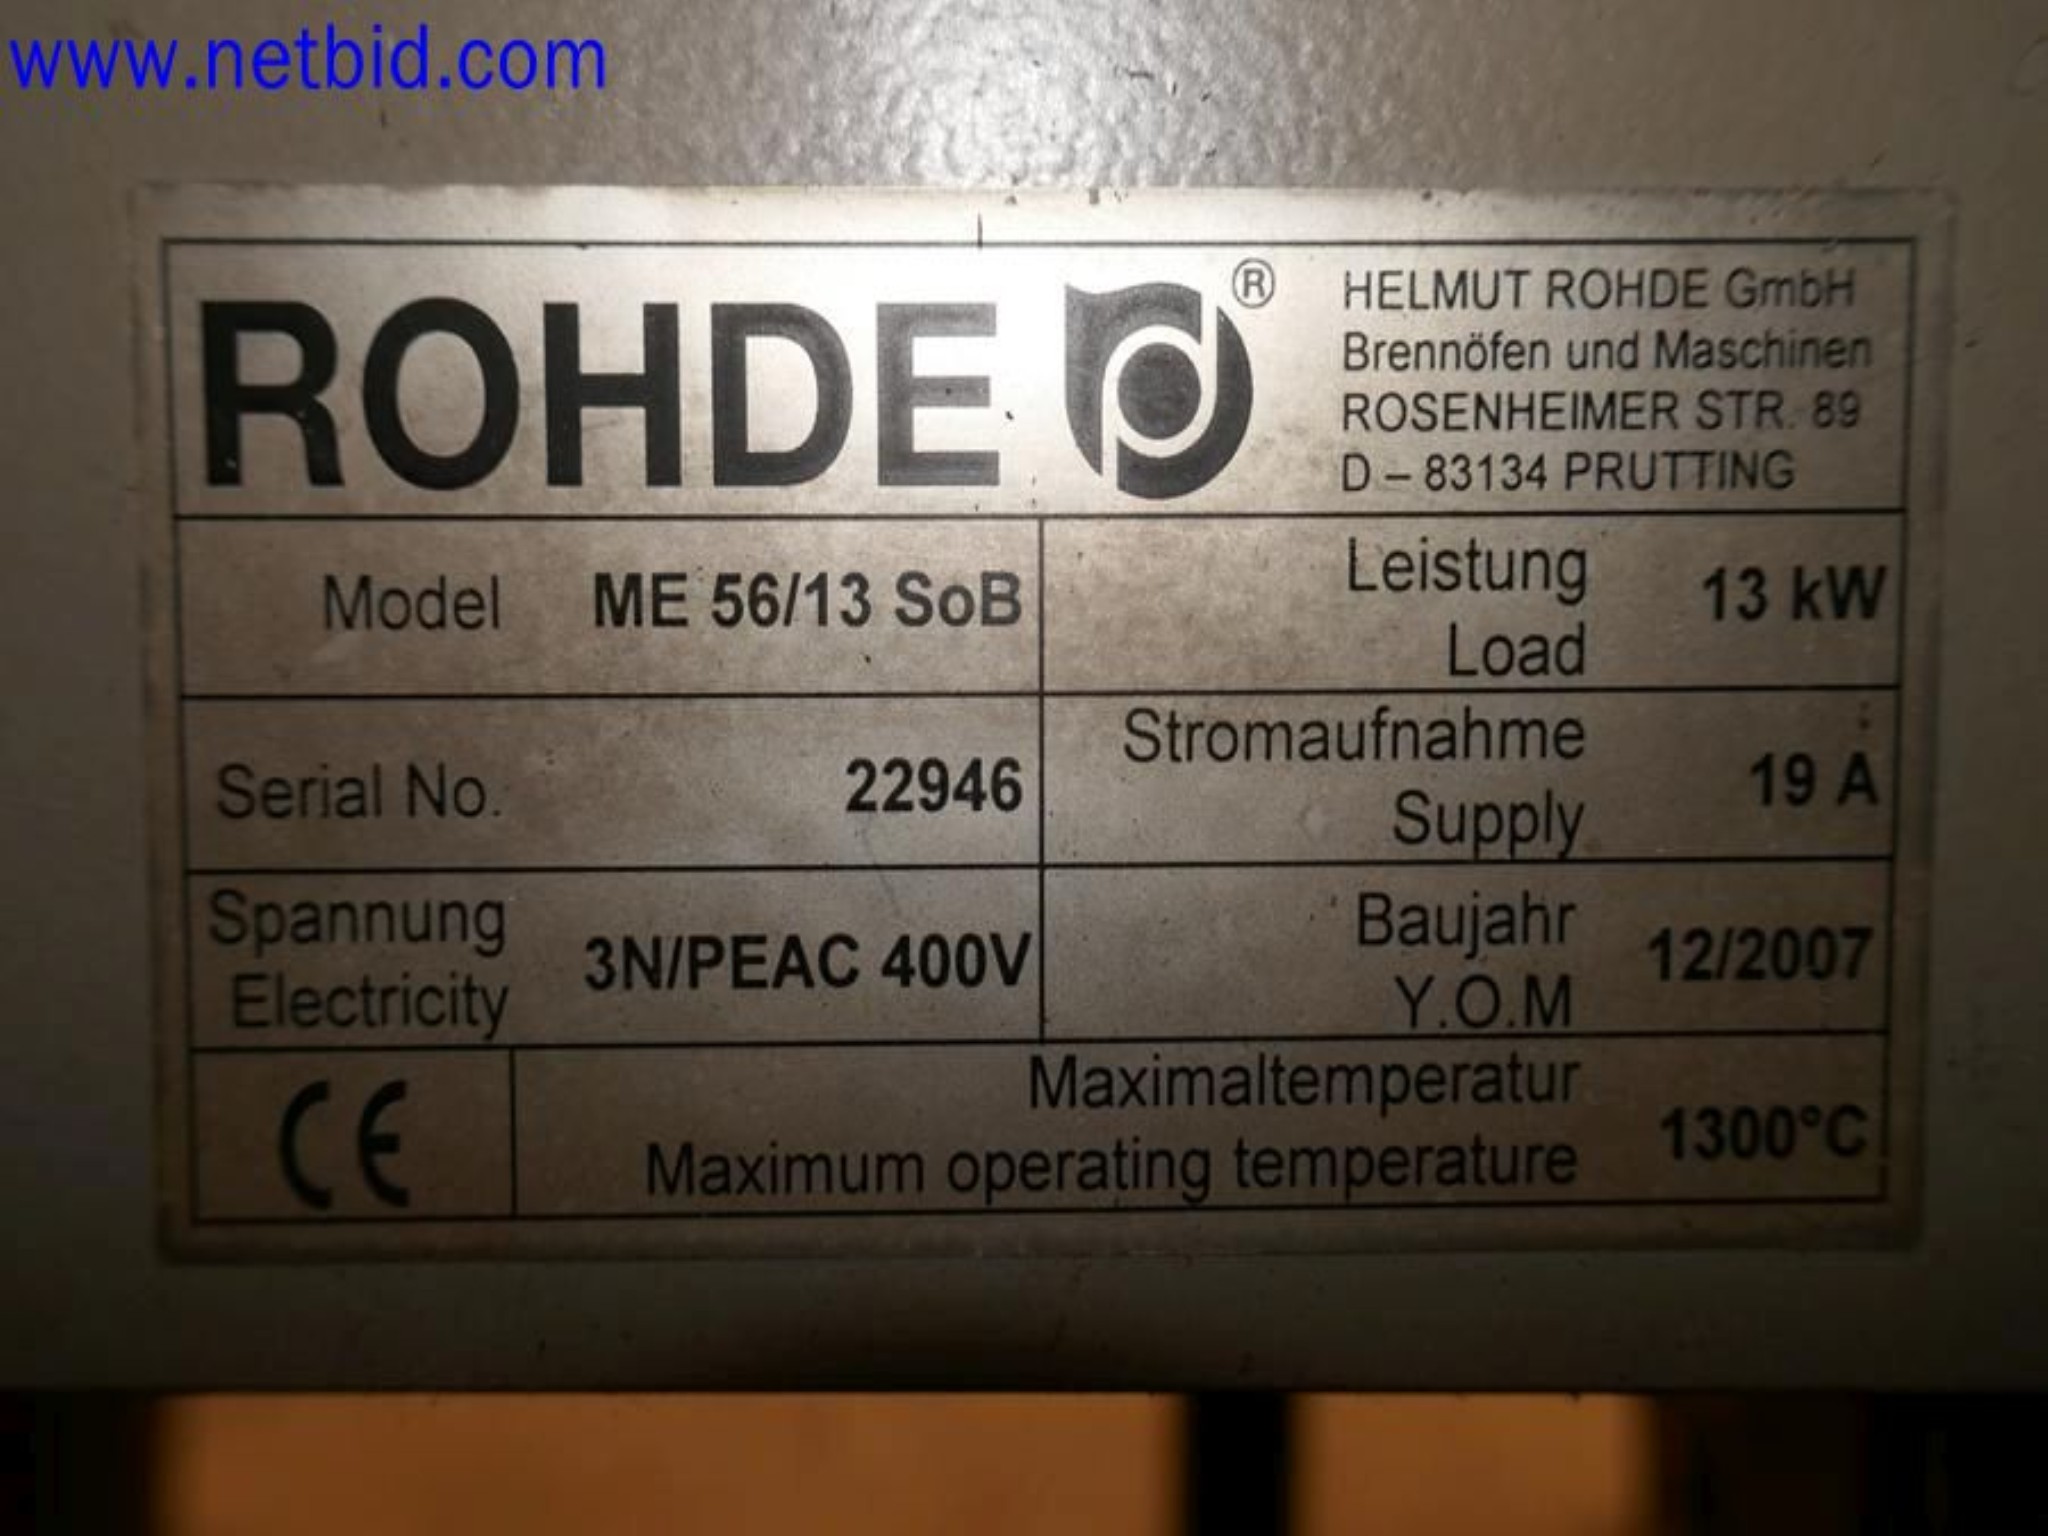 www.netbid.com
ROHDE ®
HELMUT ROHDE GmbH
Brennöfen und Maschinen
ROSENHEIMER STR. 89
D – 83134 PRUTTING
Model ME 56/13 SoB
Leistung
Load
13 kW
Serial No. 22946
Stromaufnahme
Supply
19 A
Spannung
Electricity
3N/PEAC 400V
Baujahr
Y.O.M
12/2007
CE
Maximaltemperatur
Maximum operating temperature
1300°C